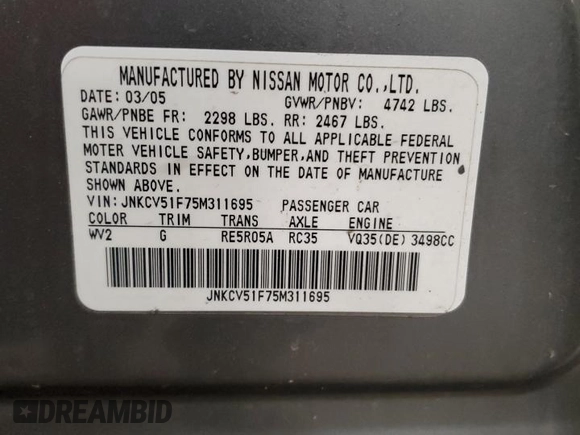 MANUFACTURED BY NISSAN MOTOR CO.,LTD.
DATE: 03/05 GVWR/PNBV: 4742 LBS.
GAWR/PNBE FR: 2298 LBS. RR: 2467 LBS.
THIS VEHICLE CONFORMS TO ALL APPLICABLE FEDERAL
MOTER VEHICLE SAFETY,BUMPER,AND THEFT PREVENTION
STANDARDS IN EFFECT ON THE DATE OF MANUFACTURE
SHOWN ABOVE.
VIN: JNKCV51F75M311695 PASSENGER CAR
COLOR TRIM TRANS AXLE ENGINE
WV2 G RE5R05A RC35 VQ35(DE) 3498CC
JNKCV51F75M311695
DREAMBID